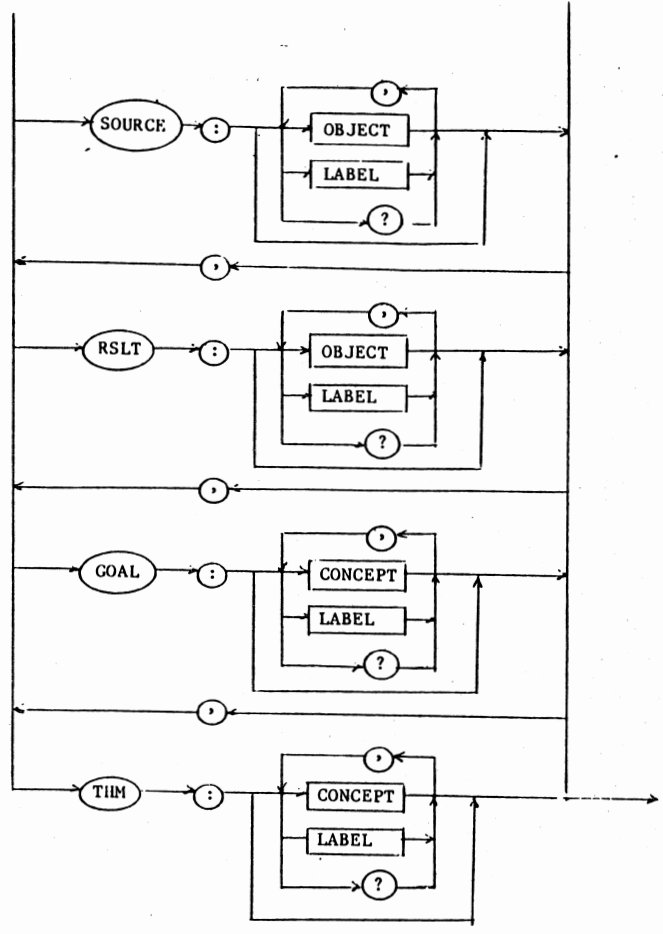 ,
SOURCE : OBJECT
LABEL
?
,
,
RSLT : OBJECT
LABEL
?
,
,
GOAL : CONCEPT
LABEL
?
,
,
THM : CONCEPT
LABEL
?